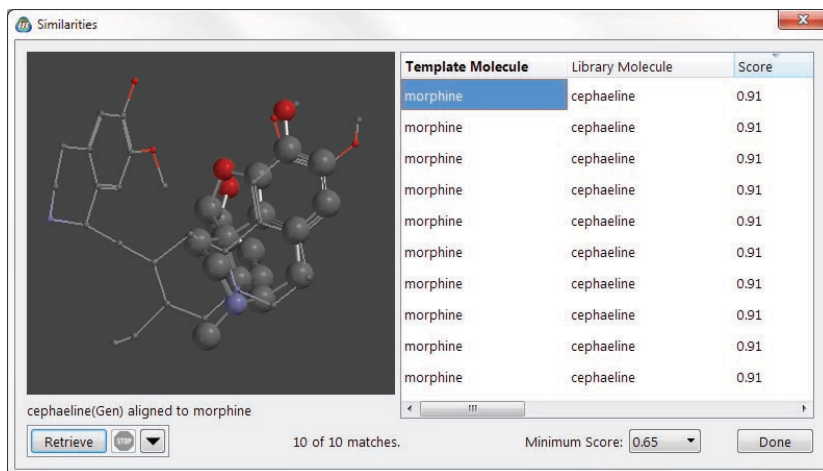 Similarities
Template Molecule Library Molecule Score
morphine cephaeline 0.91
morphine cephaeline 0.91
morphine cephaeline 0.91
morphine cephaeline 0.91
morphine cephaeline 0.91
morphine cephaeline 0.91
morphine cephaeline 0.91
morphine cephaeline 0.91
morphine cephaeline 0.91
morphine cephaeline 0.91
cephaeline(Gen) aligned to morphine
Retrieve STOP 10 of 10 matches. Minimum Score: 0.65 Done